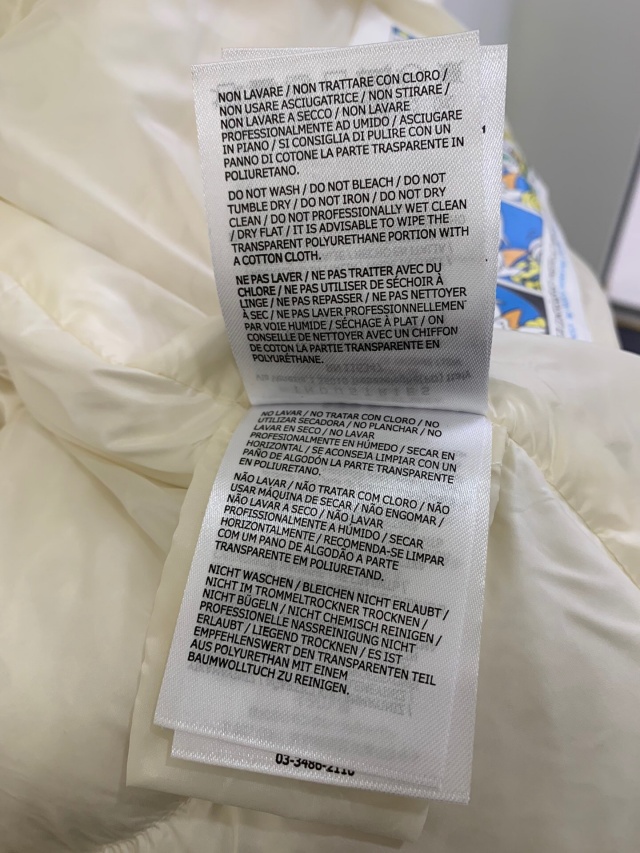 NON LAVARE / NON TRATTARE CON CLORO /
NON USARE ASCIUGATRICE / NON STIRARE /
NON LAVARE A SECCO / NON LAVARE
PROFESSIONALMENTE AD UMIDO / ASCIUGARE
IN PIANO / SI CONSIGLIA DI PULIRE CON UN
PANNO DI COTONE LA PARTE TRASPARENTE IN
POLIURETANO.
DO NOT WASH / DO NOT BLEACH / DO NOT
TUMBLE DRY / DO NOT IRON / DO NOT DRY
CLEAN / DO NOT PROFESSIONALLY WET CLEAN
/ DRY FLAT / IT IS ADVISABLE TO WIPE THE
TRANSPARENT POLYURETHANE PORTION WITH
A COTTON CLOTH.
NE PAS LAVER / NE PAS TRAITER AVEC DU
CHLORE / NE PAS UTILISER DE SÉCHOIR À
LINGE / NE PAS REPASSER / NE PAS NETTOYER
À SEC / NE PAS LAVER PROFESSIONNELLEMEN
PAR VOIE HUMIDE / SÉCHAGE À PLAT / ON
CONSEILLE DE NETTOYER AVEC UN CHIFFON
DE COTON LA PARTIE TRANSPARENTE EN
POLYURÉTHANE.
NO LAVAR / NO TRATAR CON CLORO / NO
UTILIZAR SECADORA / NO PLANCHAR / NO
LAVAR EN SECO / NO LAVAR
PROFESIONALMENTE EN HÚMEDO / SECAR EN
HORIZONTAL / SE ACONSEJA LIMPIAR CON UN
PAÑO DE ALGODÓN LA PARTE TRANSPARENTE
EN POLIURETANO.
NÃO LAVAR / NÃO TRATAR COM CLORO / NÃO
USAR MÁQUINA DE SECAR / NÃO ENGOMAR /
NÃO LAVAR A SECO / NÃO LAVAR
PROFISSIONALMENTE A HÚMIDO / SECAR
HORIZONTALMENTE / RECOMENDA-SE LIMPAR
COM UM PANO DE ALGODÃO A PARTE
TRANSPARENTE EM POLIURETANO.
NICHT WASCHEN / BLEICHEN NICHT ERLAUBT /
NICHT IM TROMMELTROCKNER TROCKNEN /
NICHT BÜGELN / NICHT CHEMISCH REINIGEN /
PROFESSIONELLE NASSREINIGUNG NICHT
ERLAUBT / LIEGEND TROCKNEN / ES IST
EMPFEHLENSWERT DEN TRANSPARENTEN TEIL
AUS POLYURETHAN MIT EINEM
BAUMWOLLTUCH ZU REINIGEN.
03-3486-2110